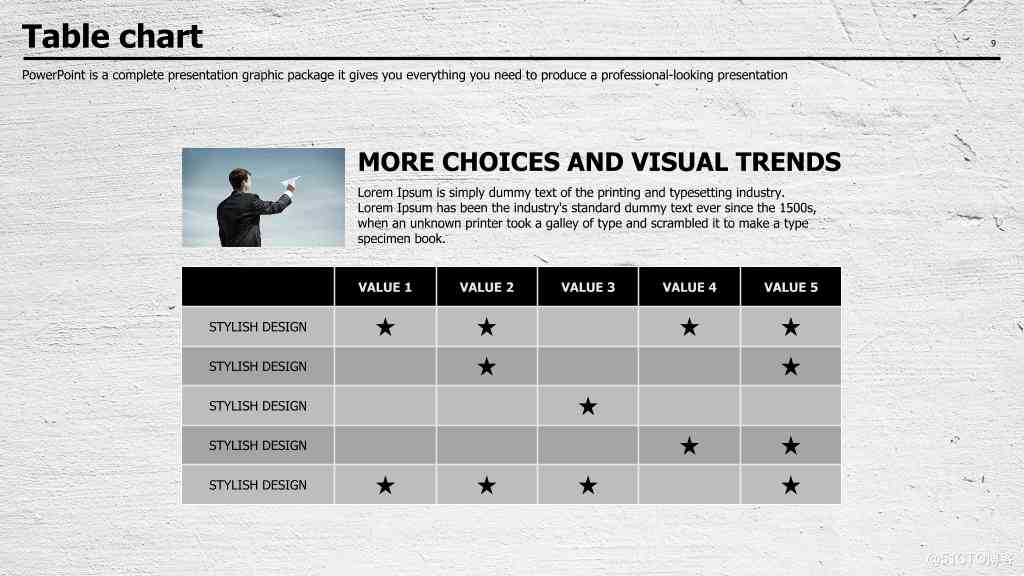 Table chart
9
PowerPoint is a complete presentation graphic package it gives you everything you need to produce a professional-looking presentation
MORE CHOICES AND VISUAL TRENDS
Lorem Ipsum is simply dummy text of the printing and typesetting industry.
Lorem Ipsum has been the industry's standard dummy text ever since the 1500s,
when an unknown printer took a galley of type and scrambled it to make a type
specimen book.
VALUE 1 VALUE 2 VALUE 3 VALUE 4 VALUE 5
STYLISH DESIGN ★ ★ ★ ★
STYLISH DESIGN ★ ★
STYLISH DESIGN ★
STYLISH DESIGN ★ ★
STYLISH DESIGN ★ ★ ★ ★
@51CTO博客